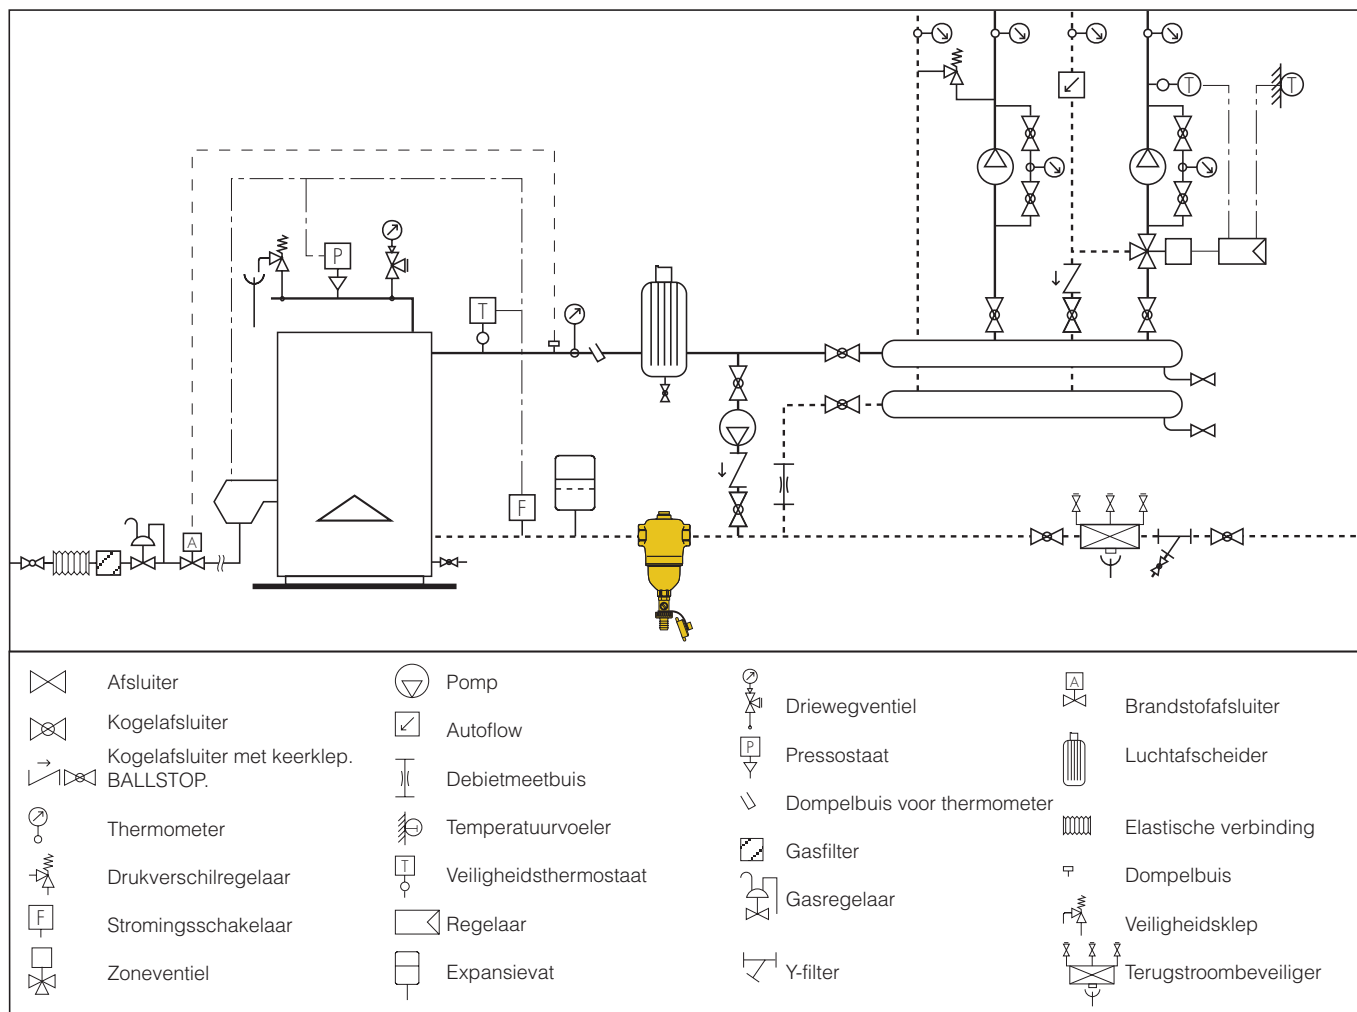 T
T
P
T
F
A
Afsluiter
Kogelafsluiter
Kogelafsluiter met keerklep.
BALLSTOP.
Thermometer
Drukverschilregelaar
F
Stromingsschakelaar
Zoneventiel
Pomp
Autoflow
Debietmeetbuis
Temperatuurvoeler
T
Veiligheidsthermostaat
Regelaar
Expansievat
Driewegventiel
P
Pressostaat
Dompelbuis voor thermometer
Gasfilter
Gasregelaar
Y-filter
A
Brandstofafsluiter
Luchtafscheider
Elastische verbinding
Dompelbuis
Veiligheidsklep
Terugstroombeveiliger